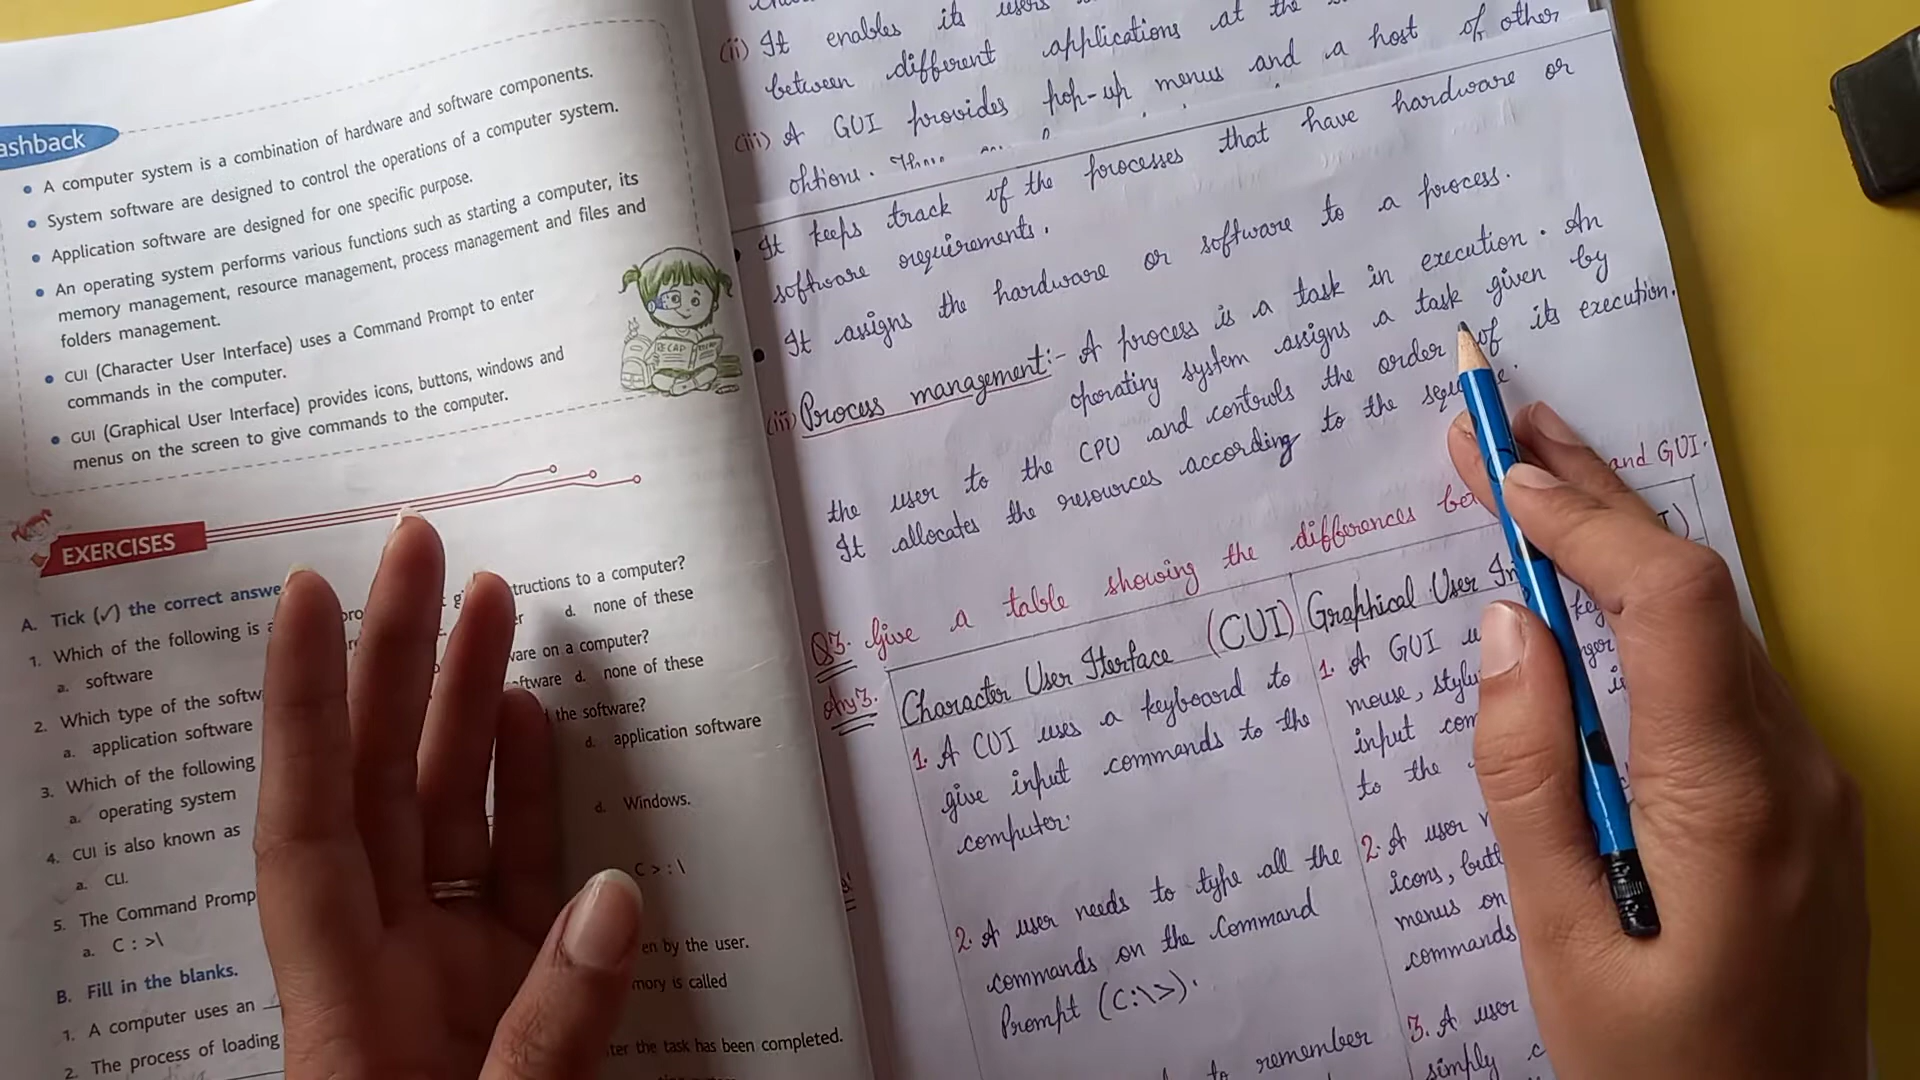 ashback
A computer system is a combination of hardware and software components.
System software are designed to control the operations of a computer system.
Application software are designed for one specific purpose.
An operating system performs various functions such as starting a computer, its
memory management, resource management, process management and files and
folders management.
CUI (Character User Interface) uses a Command Prompt to enter
commands in the computer.
GUI (Graphical User Interface) provides icons, buttons, windows and
menus on the screen to give commands to the computer.
RECAP
EXERCISES
A. Tick (✓) the correct answe
1. Which of the following is a tructions to a computer?
a. software d. none of these
2. Which type of the softw are on a computer?
a. application software ftware d. none of these
3. Which of the following the software?
a. operating system d. application software
4. CUI is also known as
a. CLI. d. Windows.
5. The Command Promp
a. C : >\ C > : \
B. Fill in the blanks.
1. A computer uses an en by the user.
2. The process of loading mory is called
ter the task has been completed.
(ii) It enables its users
between different applications at the
(iii) A GUI provides pop-up menus and a host of other
options.
It keeps track of the processes that have hardware or
software requirements.
It assigns the hardware or software to a process.
(iii) Process management:- A process is a task in execution. An
operating system assigns a task given by
the user to the CPU and controls the order of its execution.
It allocates the resources according to the
Q3. Give a table showing the differences be and GUI.
Ans3.
Character User Iterface (CUI)
1. A CUI uses a keyboard to
give input commands to the
computer.
2. A user needs to type all the
commands on the Command
Prompt (C:\>).
to remember
Graphical User In
1. A GUI u
mouse, stylu
input com
to the
2. A user
icons, butt
menus on
commands
3. A user
simply c